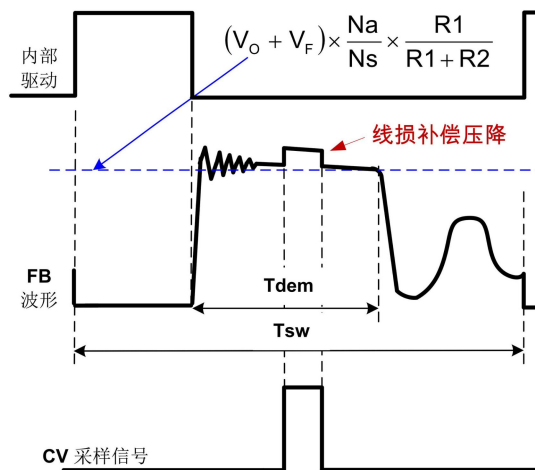 (V_O + V_F) × Na/Ns × R1/(R1 + R2)
内部
驱动
线损补偿压降
FB
波形
Tdem
Tsw
CV 采样信号